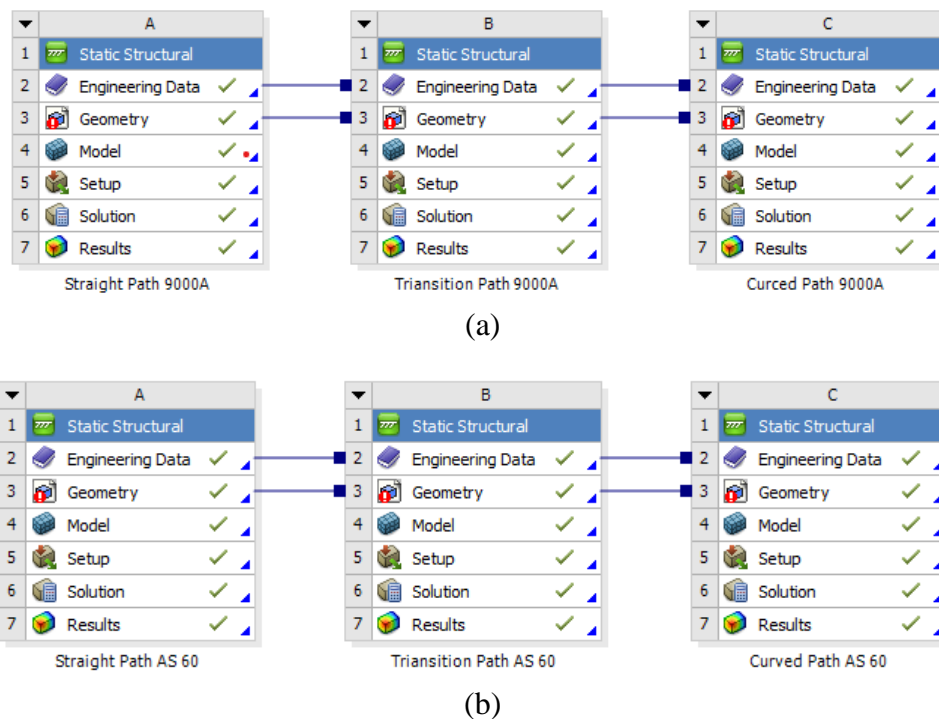 A B C
1 Static Structural 1 Static Structural 1 Static Structural
2 Engineering Data 2 Engineering Data 2 Engineering Data
3 Geometry 3 Geometry 3 Geometry
4 Model 4 Model 4 Model
5 Setup 5 Setup 5 Setup
6 Solution 6 Solution 6 Solution
7 Results 7 Results 7 Results
Straight Path 9000A Triansition Path 9000A Curced Path 9000A
(a)
A B C
1 Static Structural 1 Static Structural 1 Static Structural
2 Engineering Data 2 Engineering Data 2 Engineering Data
3 Geometry 3 Geometry 3 Geometry
4 Model 4 Model 4 Model
5 Setup 5 Setup 5 Setup
6 Solution 6 Solution 6 Solution
7 Results 7 Results 7 Results
Straight Path AS 60 Triansition Path AS 60 Curved Path AS 60
(b)